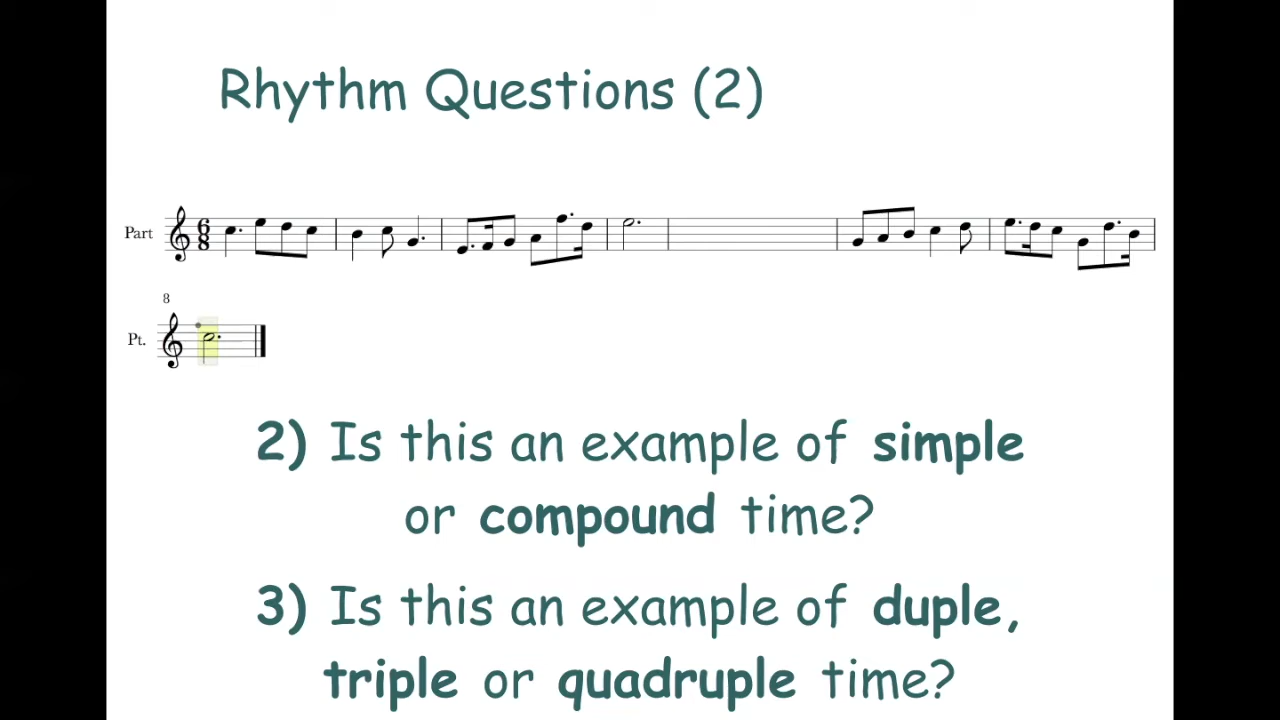 Rhythm Questions (2)
Part
6
8
8
Pt.
2) Is this an example of simple
or compound time?
3) Is this an example of duple,
triple or quadruple time?